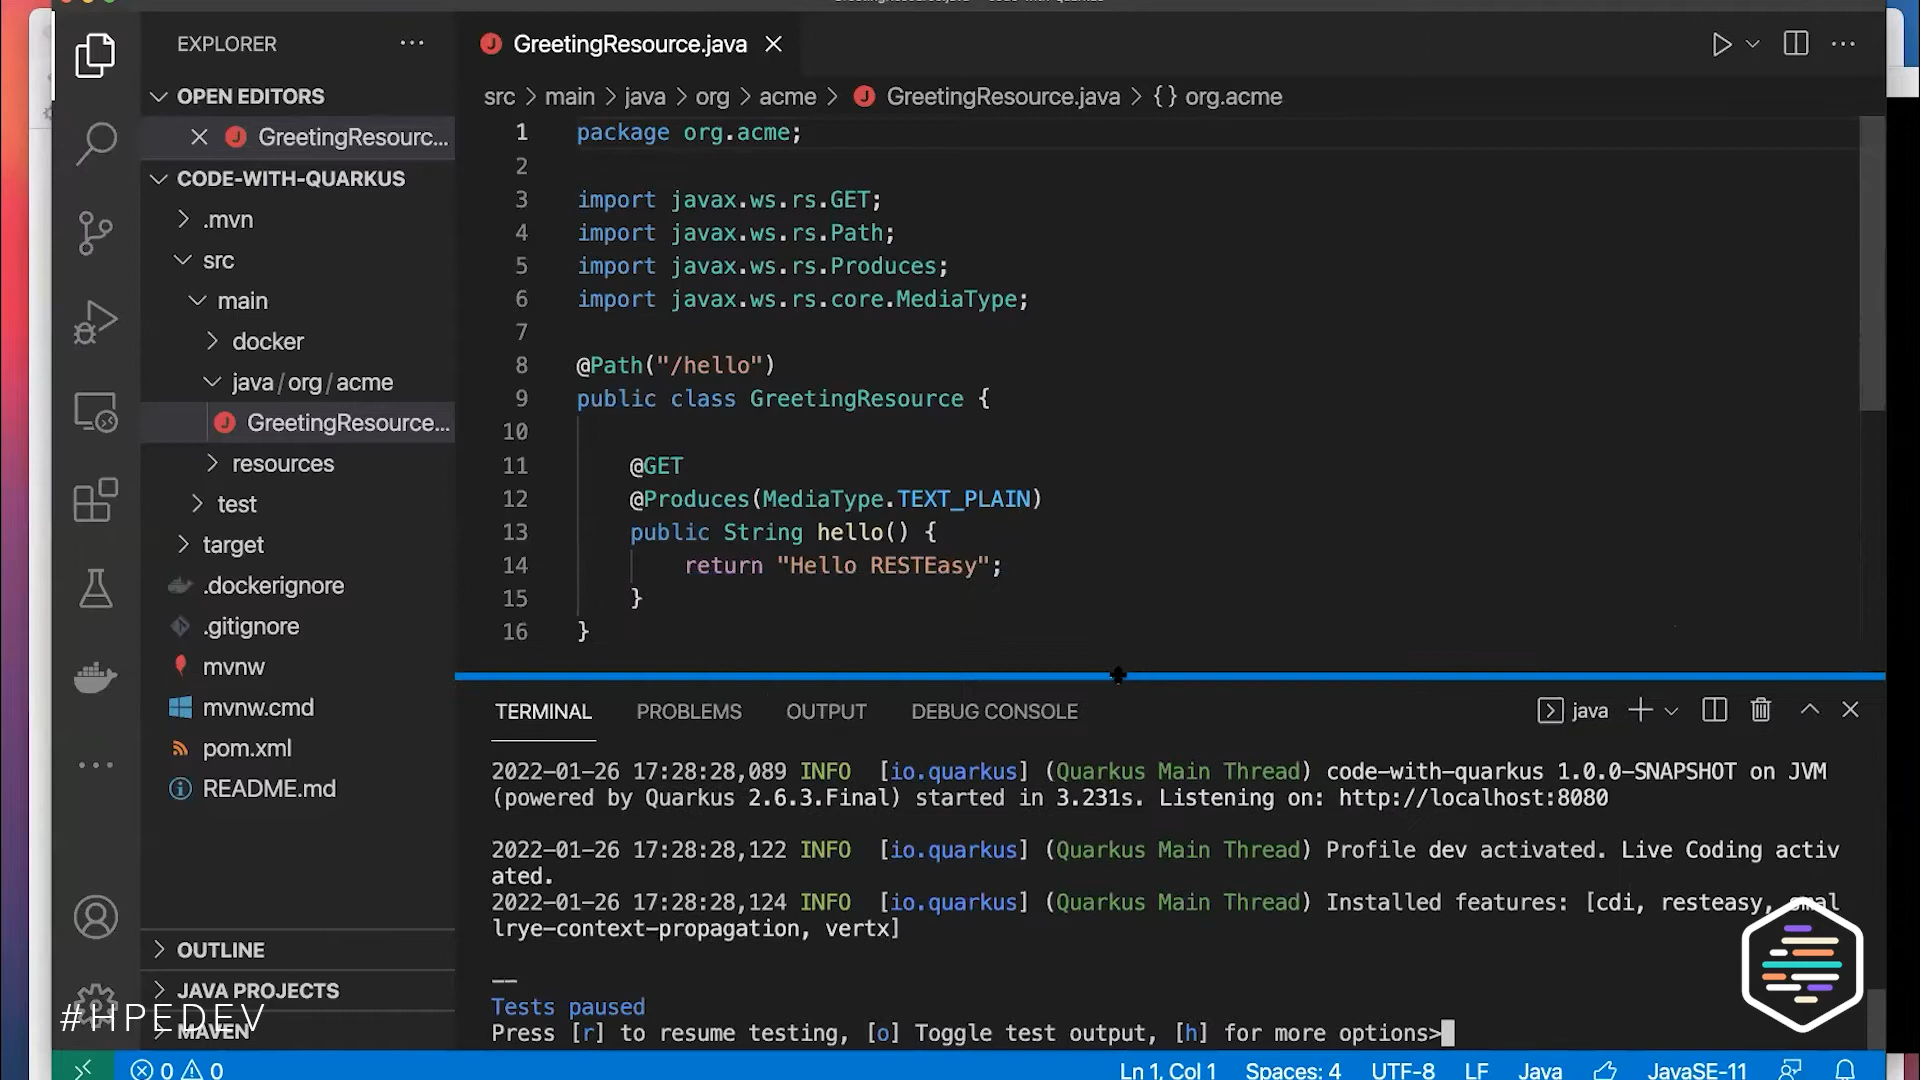 EXPLORER
OPEN EDITORS
GreetingResourc...
CODE-WITH-QUARKUS
.mvn
src
main
docker
java/org/acme
GreetingResource...
resources
test
target
.dockerignore
.gitignore
mvnw
mvnw.cmd
pom.xml
README.md
OUTLINE
JAVA PROJECTS
MAVEN
#HPEDEV
GreetingResource.java
src > main > java > org > acme > GreetingResource.java > {} org.acme
1 package org.acme;
2
3 import javax.ws.rs.GET;
4 import javax.ws.rs.Path;
5 import javax.ws.rs.Produces;
6 import javax.ws.rs.core.MediaType;
7
8 @Path("/hello")
9 public class GreetingResource {
10
11 @GET
12 @Produces(MediaType.TEXT_PLAIN)
13 public String hello() {
14 return "Hello RESTEasy";
15 }
16 }
TERMINAL PROBLEMS OUTPUT DEBUG CONSOLE
java
2022-01-26 17:28:28,089 INFO [io.quarkus] (Quarkus Main Thread) code-with-quarkus 1.0.0-SNAPSHOT on JVM
(powered by Quarkus 2.6.3.Final) started in 3.231s. Listening on: http://localhost:8080
2022-01-26 17:28:28,122 INFO [io.quarkus] (Quarkus Main Thread) Profile dev activated. Live Coding activ
ated.
2022-01-26 17:28:28,124 INFO [io.quarkus] (Quarkus Main Thread) Installed features: [cdi, resteasy, smal
lrye-context-propagation, vertx]
--
Tests paused
Press [r] to resume testing, [o] Toggle test output, [h] for more options>
0 0
Ln 1, Col 1 Spaces: 4 UTF-8 LF Java JavaSE-11